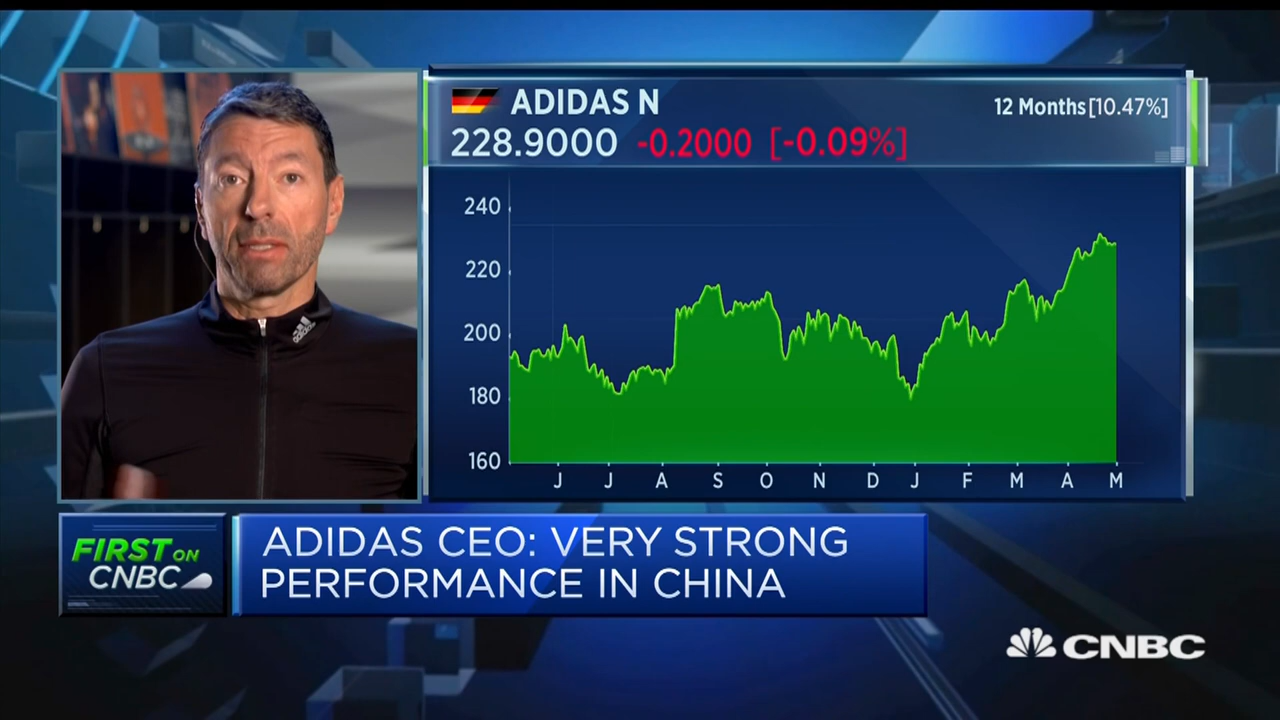 ADIDAS N
12 Months[10.47%]
228.9000 -0.2000 [-0.09%]
240
220
200
180
160
J J A S O N D J F M A M
adidas
FIRST ON
CNBC
ADIDAS CEO: VERY STRONG
PERFORMANCE IN CHINA
CNBC